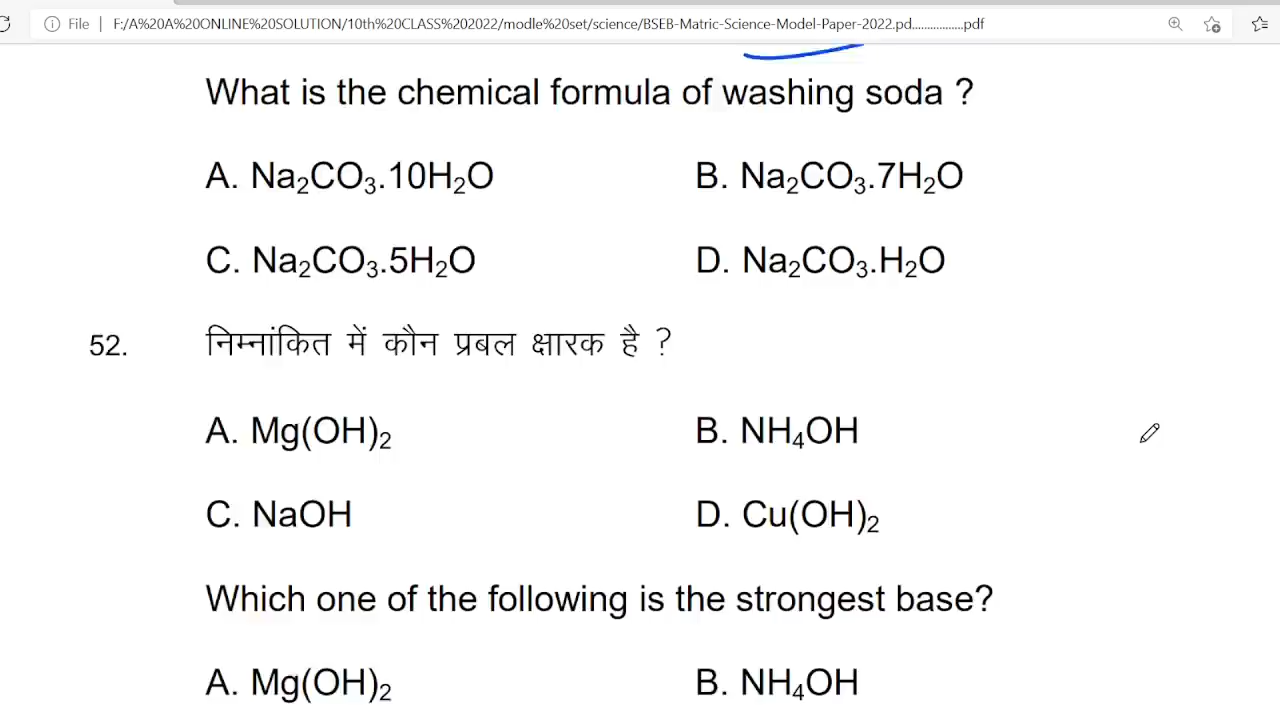 File | F:/A%20A%20ONLINE%20SOLUTION/10th%20CLASS%202022/modle%20set/science/BSEB-Matric-Science-Model-Paper-2022.pd.................pdf
What is the chemical formula of washing soda ?
A. Na₂CO₃.10H₂O B. Na₂CO₃.7H₂O
C. Na₂CO₃.5H₂O D. Na₂CO₃.H₂O
52. निम्नांकित में कौन प्रबल क्षारक है ?
A. Mg(OH)₂ B. NH₄OH
C. NaOH D. Cu(OH)₂
Which one of the following is the strongest base?
A. Mg(OH)₂ B. NH₄OH